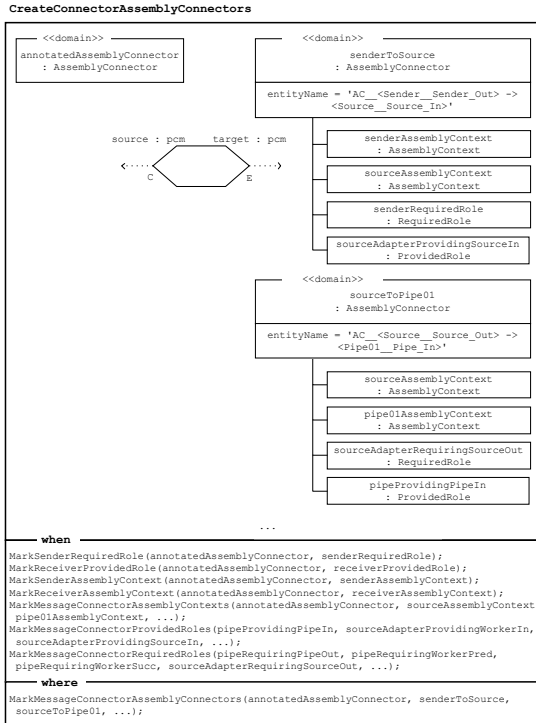 CreateConnectorAssemblyConnectors
<<domain>>
annotatedAssemblyConnector
: AssemblyConnector
<<domain>>
senderToSource
: AssemblyConnector
entityName = 'AC__<Sender__Sender_Out> ->
<Source__Source_In>'
senderAssemblyContext
: AssemblyContext
sourceAssemblyContext
: AssemblyContext
senderRequiredRole
: RequiredRole
sourceAdapterProvidingSourceIn
: ProvidedRole
source : pcm target : pcm
C E
<<domain>>
sourceToPipe01
: AssemblyConnector
entityName = 'AC__<Source__Source_Out> ->
<Pipe01__Pipe_In>'
sourceAssemblyContext
: AssemblyContext
pipe01AssemblyContext
: AssemblyContext
sourceAdapterRequiringSourceOut
: RequiredRole
pipeProvidingPipeIn
: ProvidedRole
...
when
MarkSenderRequiredRole(annotatedAssemblyConnector, senderRequiredRole);
MarkReceiverProvidedRole(annotatedAssemblyConnector, receiverProvidedRole);
MarkSenderAssemblyContext(annotatedAssemblyConnector, senderAssemblyContext);
MarkReceiverAssemblyContext(annotatedAssemblyConnector, receiverAssemblyContext);
MarkMessageConnectorAssemblyContexts(annotatedAssemblyConnector, sourceAssemblyContext
pipe01AssemblyContext, ...);
MarkMessageConnectorProvidedRoles(pipeProvidingPipeIn, sourceAdapterProvidingWorkerIn,
sourceAdapterProvidingSourceIn, ...);
MarkMessageConnectorRequiredRoles(pipeRequiringPipeOut, pipeRequiringWorkerPred,
pipeRequiringWorkerSucc, sourceAdapterRequiringSourceOut, ...);
where
MarkMessageConnectorAssemblyConnectors(annotatedAssemblyConnector, senderToSource,
sourceToPipe01, ...);